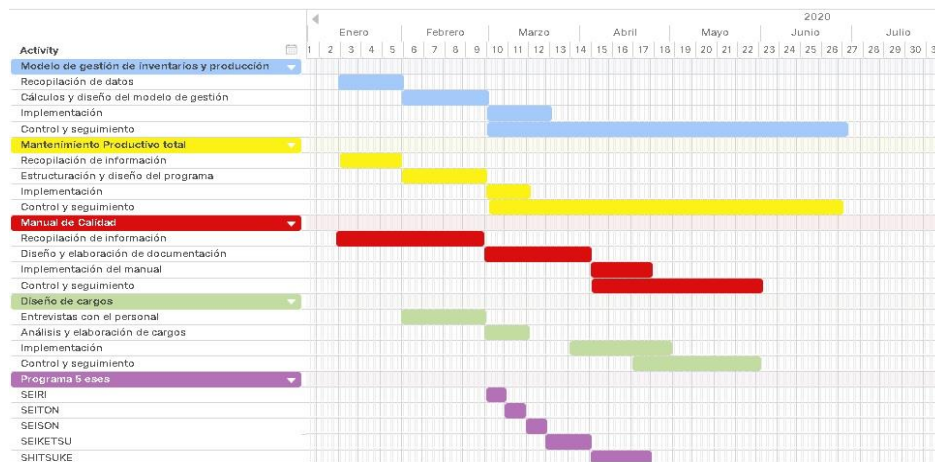 2020
Enero Febrero Marzo Abril Mayo Junio Julio
Activity 1 2 3 4 5 6 7 8 9 10 11 12 13 14 15 16 17 18 19 20 21 22 23 24 25 26 27 28 29 30 3
Modelo de gestión de inventarios y producción
Recopilación de datos
Cálculos y diseño del modelo de gestión
Implementación
Control y seguimiento
Mantenimiento Productivo total
Recopilación de información
Estructuración y diseño del programa
Implementación
Control y seguimiento
Manual de Calidad
Recopilación de información
Diseño y elaboración de documentación
Implementación del manual
Control y seguimiento
Diseño de cargos
Entrevistas con el personal
Análisis y elaboración de cargos
Implementación
Control y seguimiento
Programa 5 eses
SEIRI
SEITON
SEISON
SEIKETSU
SHITSUKE